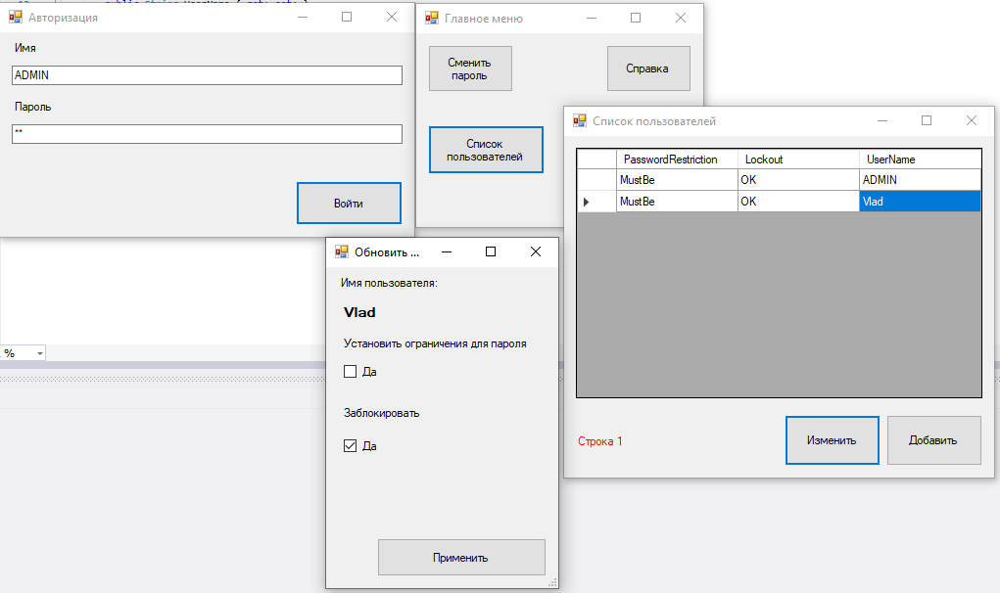 Авторизация
Имя
ADMIN
Пароль
**
Войти
Главное меню
Сменить
пароль
Справка
Список
пользователей
Список пользователей
PasswordRestriction Lockout UserName
MustBe OK ADMIN
MustBe OK Vlad
Строка 1
Изменить
Добавить
Обновить ...
Имя пользователя:
Vlad
Установить ограничения для пароля
Да
Заблокировать
Да
Применить
%